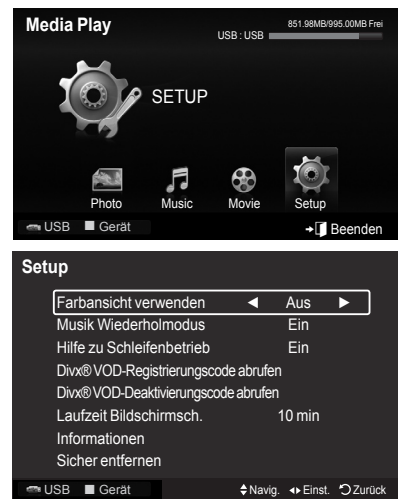 Media Play
851.98MB/995.00MB Frei
USB : USB
SETUP
Photo Music Movie Setup
USB Gerät Beenden
Setup
Farbansicht verwenden ◄ Aus ►
Musik Wiederholmodus Ein
Hilfe zu Schleifenbetrieb Ein
Divx® VOD-Registrierungscode abrufen
Divx® VOD-Deaktivierungscode abrufen
Laufzeit Bildschirmsch. 10 min
Informationen
Sicher entfernen
USB Gerät Navig. Einst. Zurück